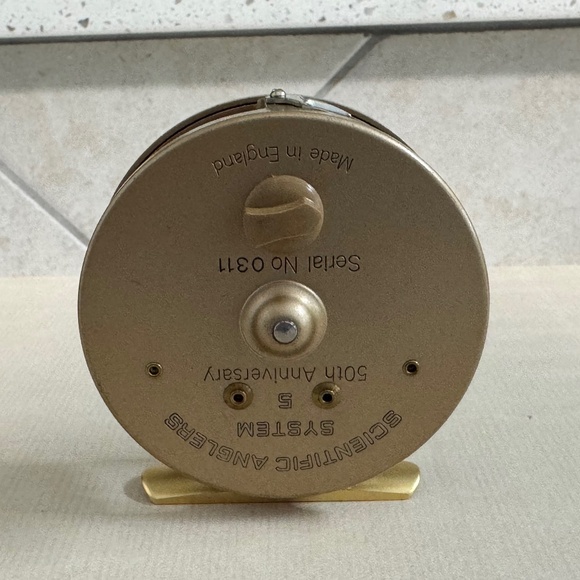 SCIENTIFIC ANGLERS
SYSTEM
5
50th Anniversary
Serial No 0311
Made in England